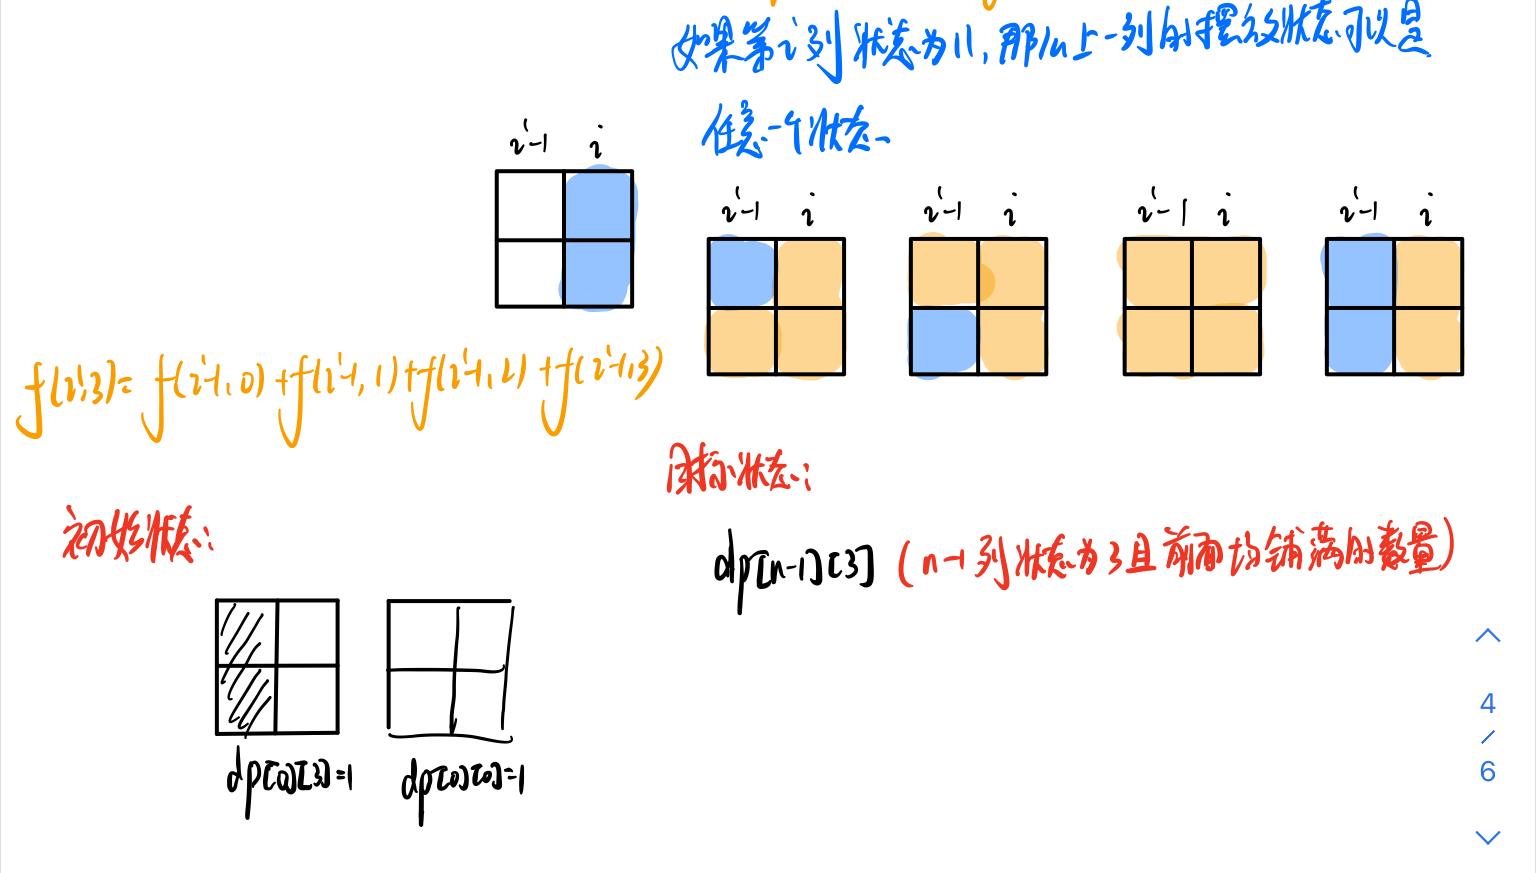 如果第i列状态为11,那么上一列的摆放状态可以是
任意一个状态、
i-1 i
i-1 i
i-1 i
i-1 i
i-1 i
f(i,3)= f(i-1,0)+f(i-1,1)+f(i-1,2)+f(i-1,3)
目标状态:
初始状态:
dp[n-1][3] (n-1列状态为3且前面均铺满的数量)
dp[0][3]=1 dp[0][0]=1
4
/
6